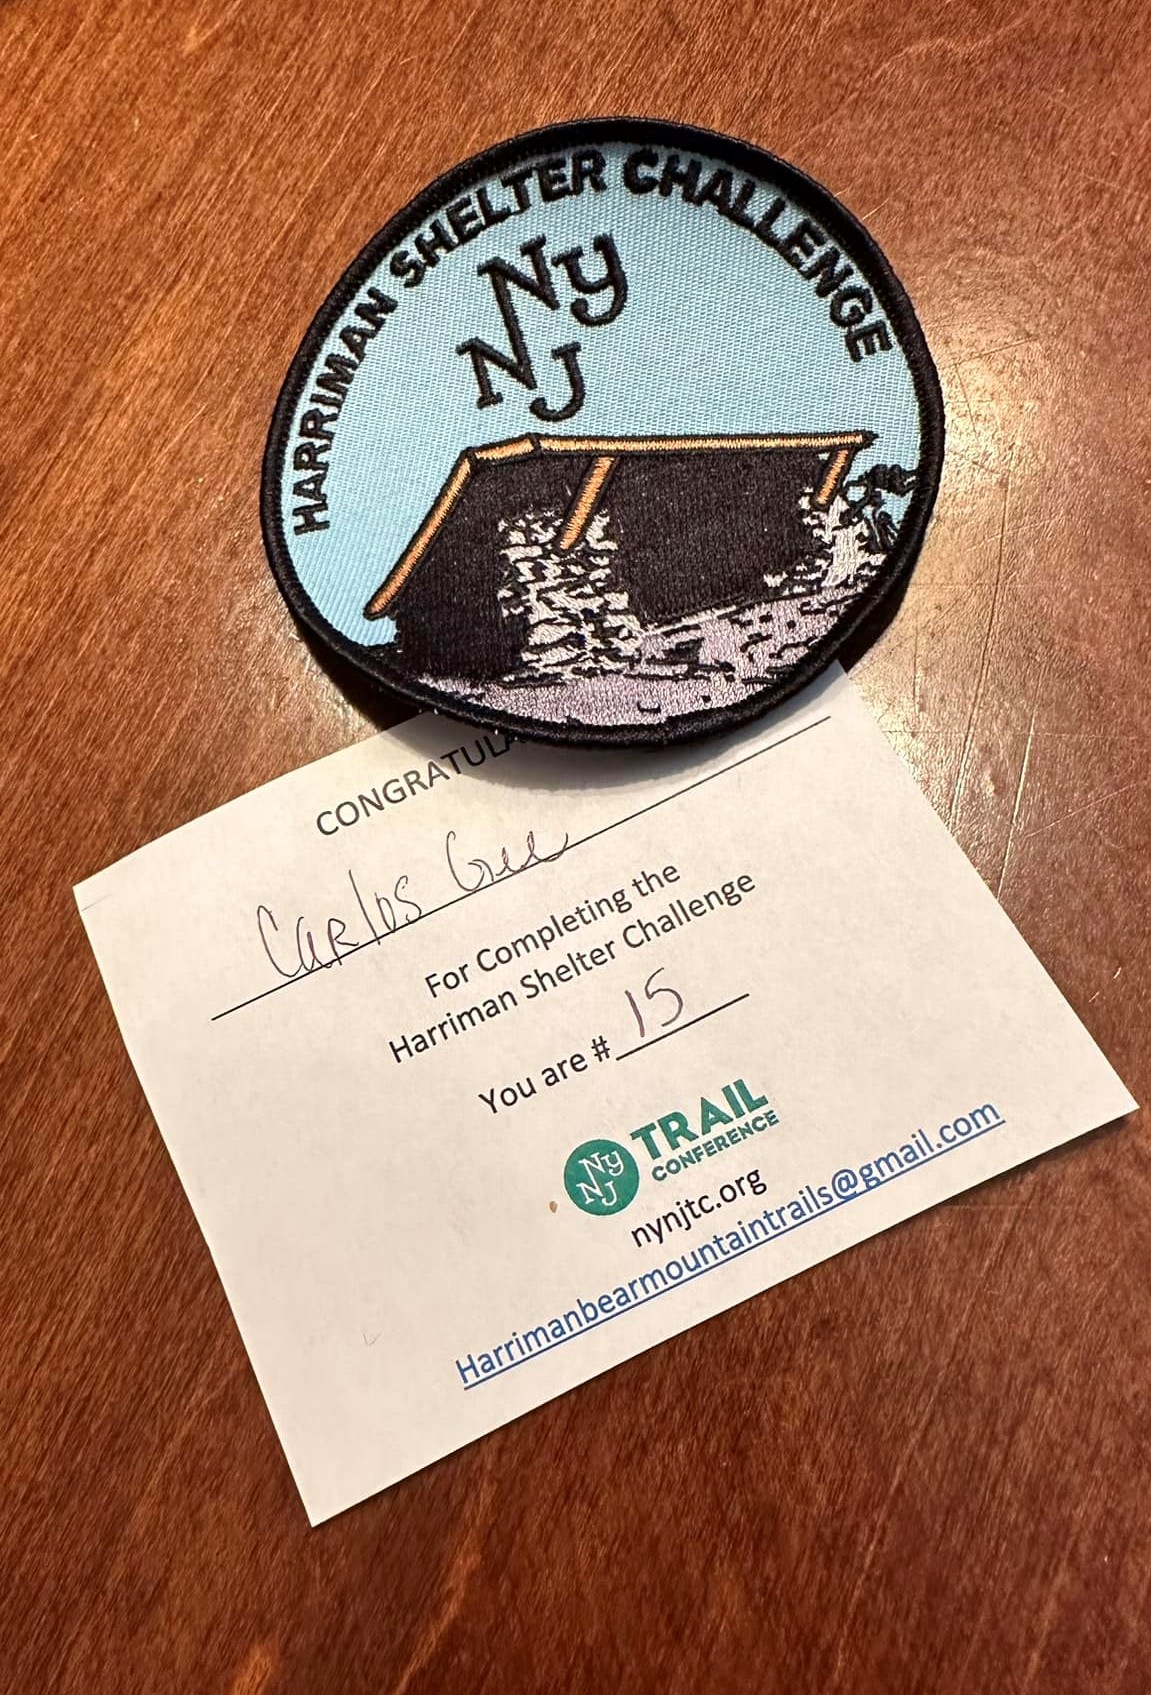 HARRIMAN SHELTER CHALLENGE
NY
NJ
CONGRATULA
Carlos
For Completing the
Harriman Shelter Challenge
You are # 15
NY
NJ
TRAIL
CONFERENCE
nynjtc.org
Harrimanbearmountaintrails@gmail.com